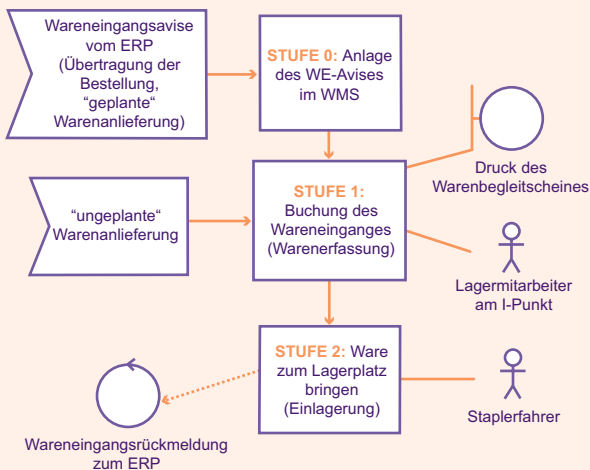 Wareneingangsavise
vom ERP
(Übertragung der
Bestellung,
“geplante“
Warenanlieferung)
STUFE 0: Anlage
des WE-Avises
im WMS
Druck des
Warenbegleitscheines
“ungeplante“
Warenanlieferung
STUFE 1:
Buchung des
Wareneinganges
(Warenerfassung)
Lagermitarbeiter
am I-Punkt
STUFE 2: Ware
zum Lagerplatz
bringen
(Einlagerung)
Staplerfahrer
Wareneingangsrückmeldung
zum ERP